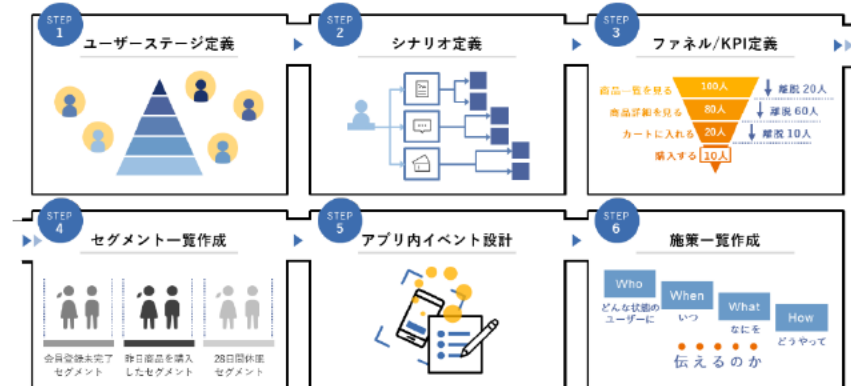 STEP
1
ユーザーステージ定義
STEP
2
シナリオ定義
STEP
3
ファネル/KPI定義
商品一覧を見る
100人
離脱 20人
商品詳細を見る
80人
離脱 60人
カートに入れる
20人
離脱 10人
購入する
10人
STEP
4
セグメント一覧作成
会員登録未完了
セグメント
昨日商品を購入
したセグメント
28日間休眠
セグメント
STEP
5
アプリ内イベント設計
STEP
6
施策一覧作成
Who
どんな状態の
ユーザーに
When
いつ
What
なにを
How
どうやって
伝えるのか